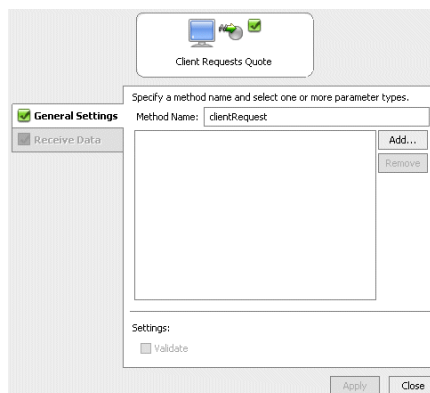 Client Requests Quote
Specify a method name and select one or more parameter types.
General Settings
Method Name: clientRequest
Receive Data
Add...
Remove
Settings:
Validate
Apply Close